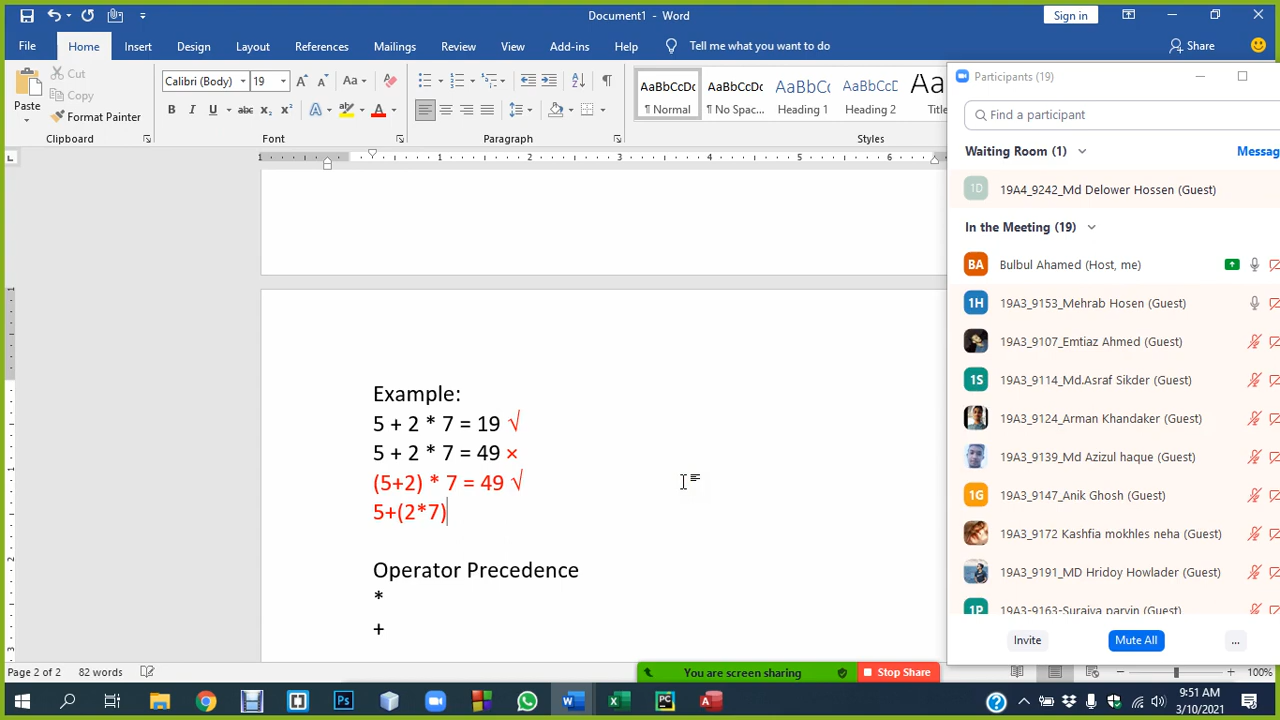 Document1 - Word
Sign in
File Home Insert Design Layout References Mailings Review View Add-ins Help Tell me what you want to do Share
Paste
Cut
Copy
Format Painter
Calibri (Body) 19
Clipboard Font Paragraph Styles
AaBbCcDc ¶ Normal
AaBbCcDc ¶ No Spac...
AaBbCc Heading 1
AaBbCc Heading 2
Participants (19)
Find a participant
Waiting Room (1)
Messag
1D 19A4_9242_Md Delower Hossen (Guest)
In the Meeting (19)
BA Bulbul Ahamed (Host, me)
1H 19A3_9153_Mehrab Hosen (Guest)
19A3_9107_Emtiaz Ahmed (Guest)
1S 19A3_9114_Md.Asraf Sikder (Guest)
19A3_9124_Arman Khandaker (Guest)
19A3_9139_Md Azizul haque (Guest)
1G 19A3_9147_Anik Ghosh (Guest)
19A3_9172 Kashfia mokhles neha (Guest)
19A3_9191_MD Hridoy Howlader (Guest)
1P 19A3-9163-Suraiya parvin (Guest)
Invite Mute All ...
Example:
5 + 2 * 7 = 19 √
5 + 2 * 7 = 49 ×
(5+2) * 7 = 49 √
5+(2*7)
Operator Precedence
*
+
Page 2 of 2 82 words
You are screen sharing Stop Share
100%
9:51 AM
3/10/2021